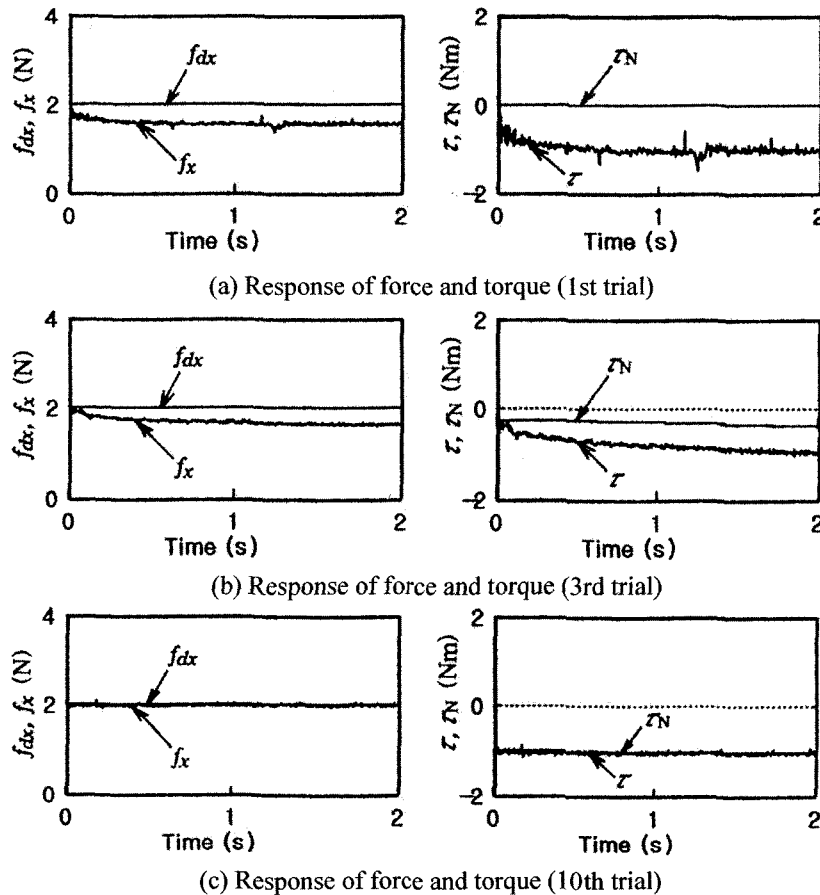 fdx, fx (N)
4
2
0
fdx
fx
0 1 2
Time (s)
τ, τN (Nm)
2
0
−2
τN
τ
0 1 2
Time (s)
(a) Response of force and torque (1st trial)
fdx, fx (N)
4
2
0
fdx
fx
0 1 2
Time (s)
τ, τN (Nm)
2
0
−2
τN
τ
0 1 2
Time (s)
(b) Response of force and torque (3rd trial)
fdx, fx (N)
4
2
0
fdx
fx
0 1 2
Time (s)
τ, τN (Nm)
2
0
−2
τN
τ
0 1 2
Time (s)
(c) Response of force and torque (10th trial)